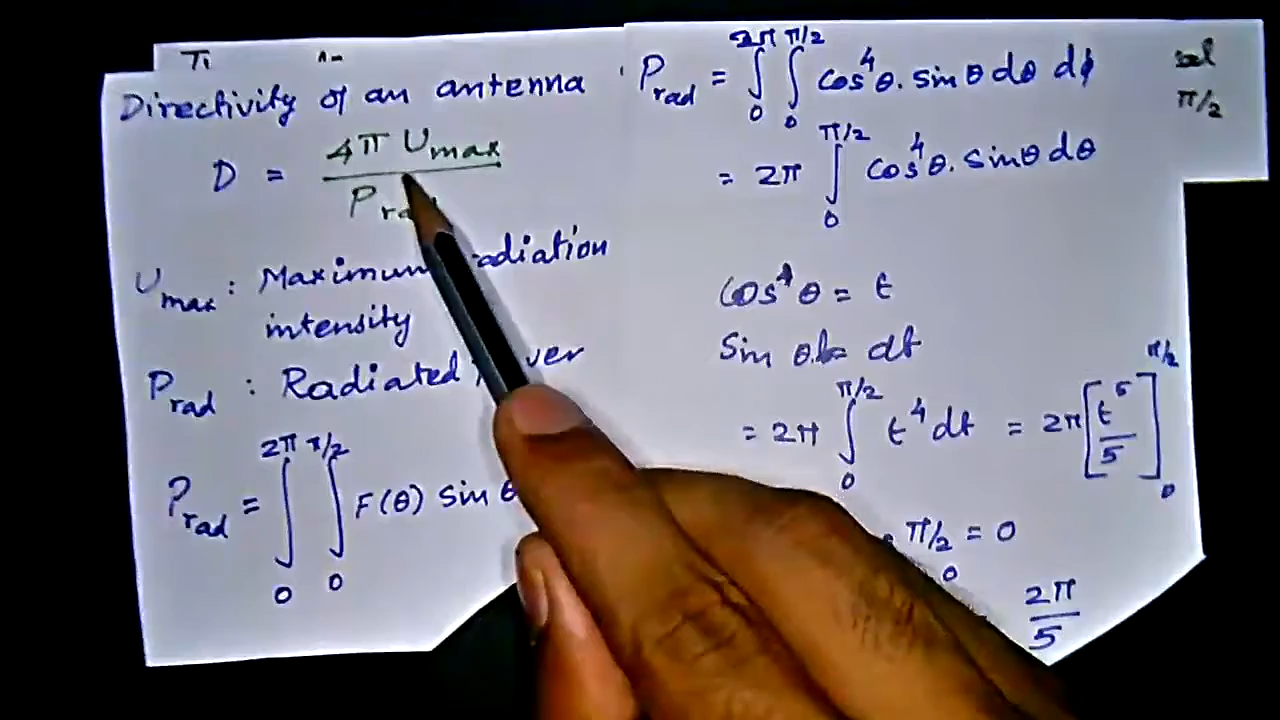 Directivity of an antenna
D = 4π Umax / Prad
Umax : Maximum radiation
intensity
Prad : Radiated
Prad = ∫₀^2π ∫₀^π/2 F(θ) Sin θ
Prad = ∫₀^2π ∫₀^π/2 cos⁴θ. sin θ dθ dϕ
= 2π ∫₀^π/2 cos⁴θ. sinθ dθ
cos⁴θ = t
= 2π ∫₀^π/2 t⁴ dt = 2π [t⁵/5]₀^π/2
π/2 = 0
0
2π/5
π/2